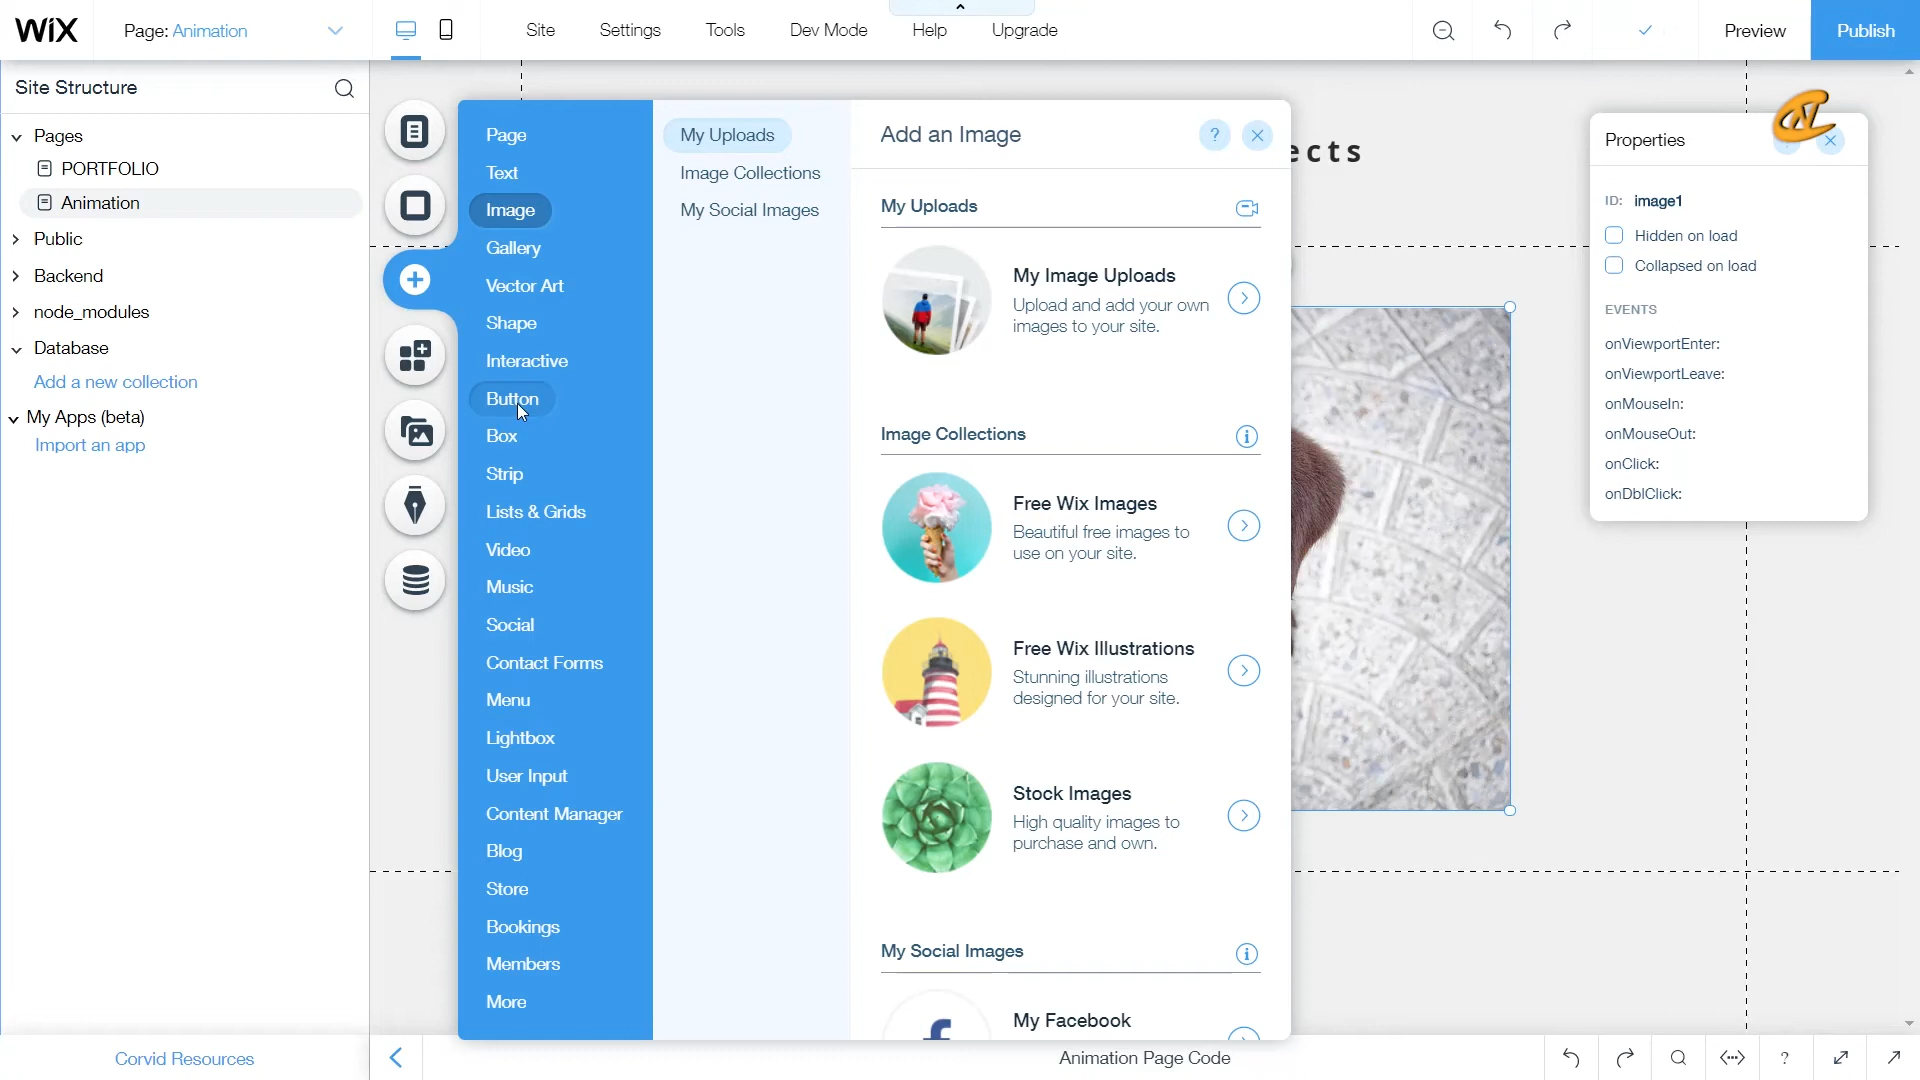 WiX
Page: Animation
Site
Settings
Tools
Dev Mode
Help
Upgrade
Preview
Publish
Site Structure
Pages
PORTFOLIO
Animation
Public
Backend
node_modules
Database
Add a new collection
My Apps (beta)
Import an app
Corvid Resources
Page
Text
Image
Gallery
Vector Art
Shape
Interactive
Button
Box
Strip
Lists & Grids
Video
Music
Social
Contact Forms
Menu
Lightbox
User Input
Content Manager
Blog
Store
Bookings
Members
More
My Uploads
Image Collections
My Social Images
Add an Image
?
My Uploads
My Image Uploads
Upload and add your own
images to your site.
Image Collections
Free Wix Images
Beautiful free images to
use on your site.
Free Wix Illustrations
Stunning illustrations
designed for your site.
Stock Images
High quality images to
purchase and own.
My Social Images
My Facebook
ects
Properties
ID: image1
Hidden on load
Collapsed on load
EVENTS
onViewportEnter:
onViewportLeave:
onMouseIn:
onMouseOut:
onClick:
onDblClick:
Animation Page Code
?